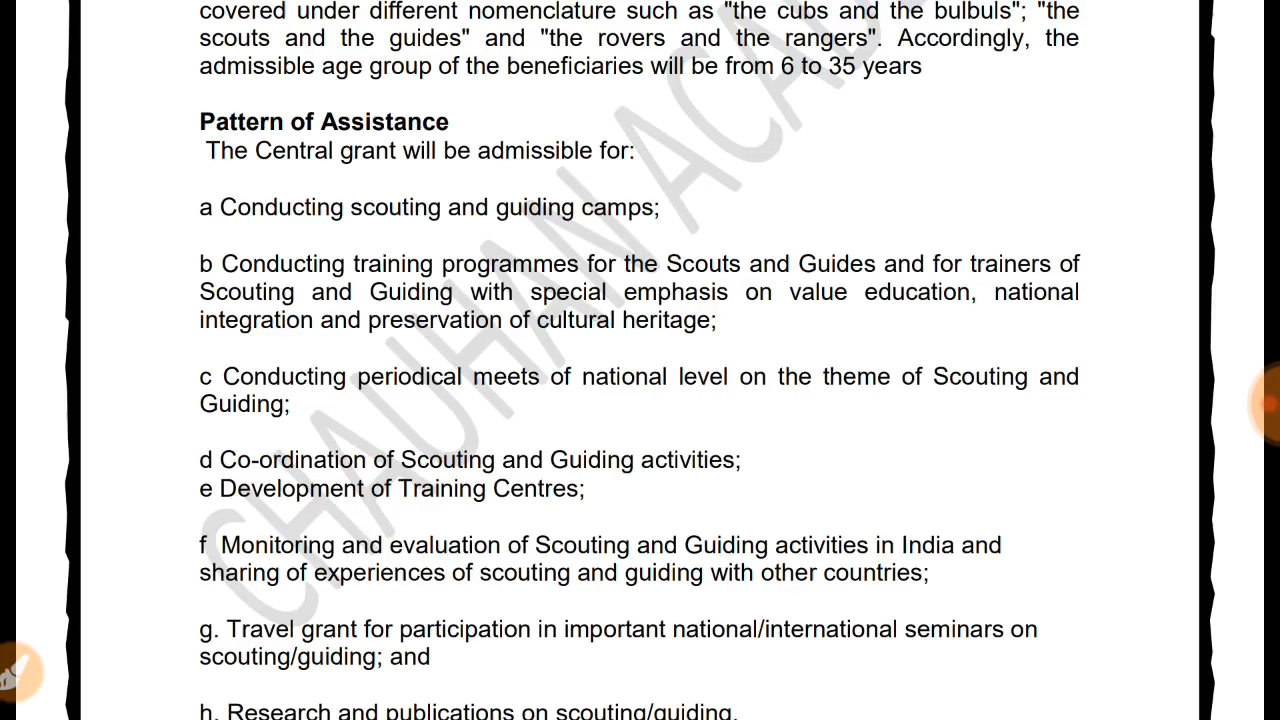 covered under different nomenclature such as "the cubs and the bulbuls"; "the
scouts and the guides" and "the rovers and the rangers". Accordingly, the
admissible age group of the beneficiaries will be from 6 to 35 years
Pattern of Assistance
The Central grant will be admissible for:
a Conducting scouting and guiding camps;
b Conducting training programmes for the Scouts and Guides and for trainers of
Scouting and Guiding with special emphasis on value education, national
integration and preservation of cultural heritage;
c Conducting periodical meets of national level on the theme of Scouting and
Guiding;
d Co-ordination of Scouting and Guiding activities;
e Development of Training Centres;
f Monitoring and evaluation of Scouting and Guiding activities in India and
sharing of experiences of scouting and guiding with other countries;
g. Travel grant for participation in important national/international seminars on
scouting/guiding; and
h. Research and publications on scouting/guiding.
CHAUHAN ACAD